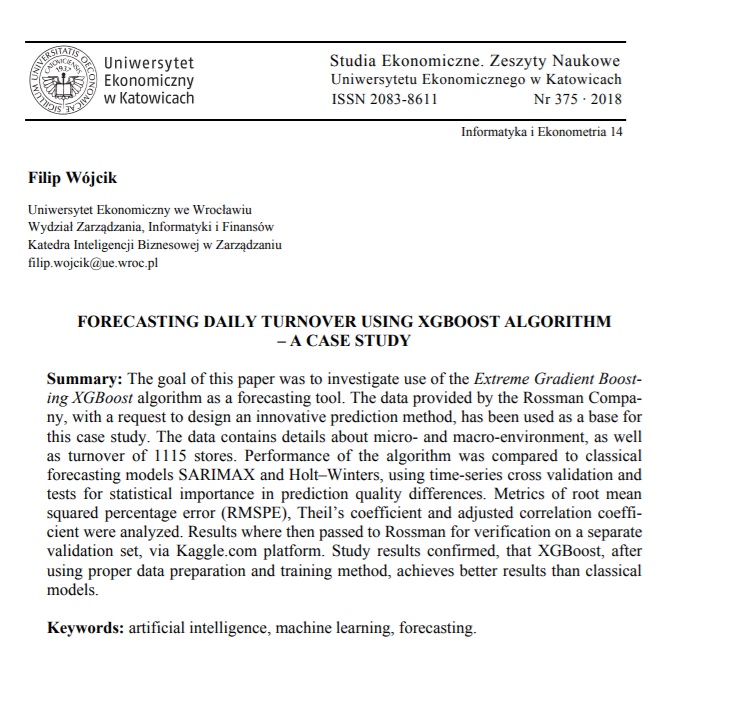 Uniwersytet
Ekonomiczny
w Katowicach
Studia Ekonomiczne. Zeszyty Naukowe
Uniwersytetu Ekonomicznego w Katowicach
ISSN 2083-8611 Nr 375 · 2018
Informatyka i Ekonometria 14
Filip Wójcik
Uniwersytet Ekonomiczny we Wrocławiu
Wydział Zarządzania, Informatyki i Finansów
Katedra Inteligencji Biznesowej w Zarządzaniu
filip.wojcik@ue.wroc.pl
FORECASTING DAILY TURNOVER USING XGBOOST ALGORITHM
– A CASE STUDY
Summary: The goal of this paper was to investigate use of the Extreme Gradient Boost-
ing XGBoost algorithm as a forecasting tool. The data provided by the Rossman Compa-
ny, with a request to design an innovative prediction method, has been used as a base for
this case study. The data contains details about micro- and macro-environment, as well
as turnover of 1115 stores. Performance of the algorithm was compared to classical
forecasting models SARIMAX and Holt–Winters, using time-series cross validation and
tests for statistical importance in prediction quality differences. Metrics of root mean
squared percentage error (RMSPE), Theil's coefficient and adjusted correlation coeffi-
cient were analyzed. Results where then passed to Rossman for verification on a separate
validation set, via Kaggle.com platform. Study results confirmed, that XGBoost, after
using proper data preparation and training method, achieves better results than classical
models.
Keywords: artificial intelligence, machine learning, forecasting.